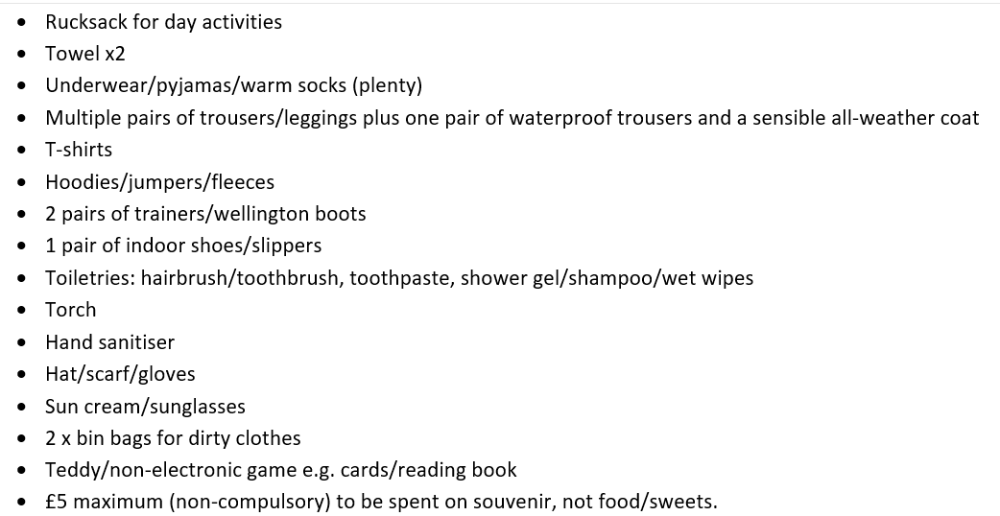 • Rucksack for day activities
• Towel x2
• Underwear/pyjamas/warm socks (plenty)
• Multiple pairs of trousers/leggings plus one pair of waterproof trousers and a sensible all-weather coat
• T-shirts
• Hoodies/jumpers/fleeces
• 2 pairs of trainers/wellington boots
• 1 pair of indoor shoes/slippers
• Toiletries: hairbrush/toothbrush, toothpaste, shower gel/shampoo/wet wipes
• Torch
• Hand sanitiser
• Hat/scarf/gloves
• Sun cream/sunglasses
• 2 x bin bags for dirty clothes
• Teddy/non-electronic game e.g. cards/reading book
• £5 maximum (non-compulsory) to be spent on souvenir, not food/sweets.